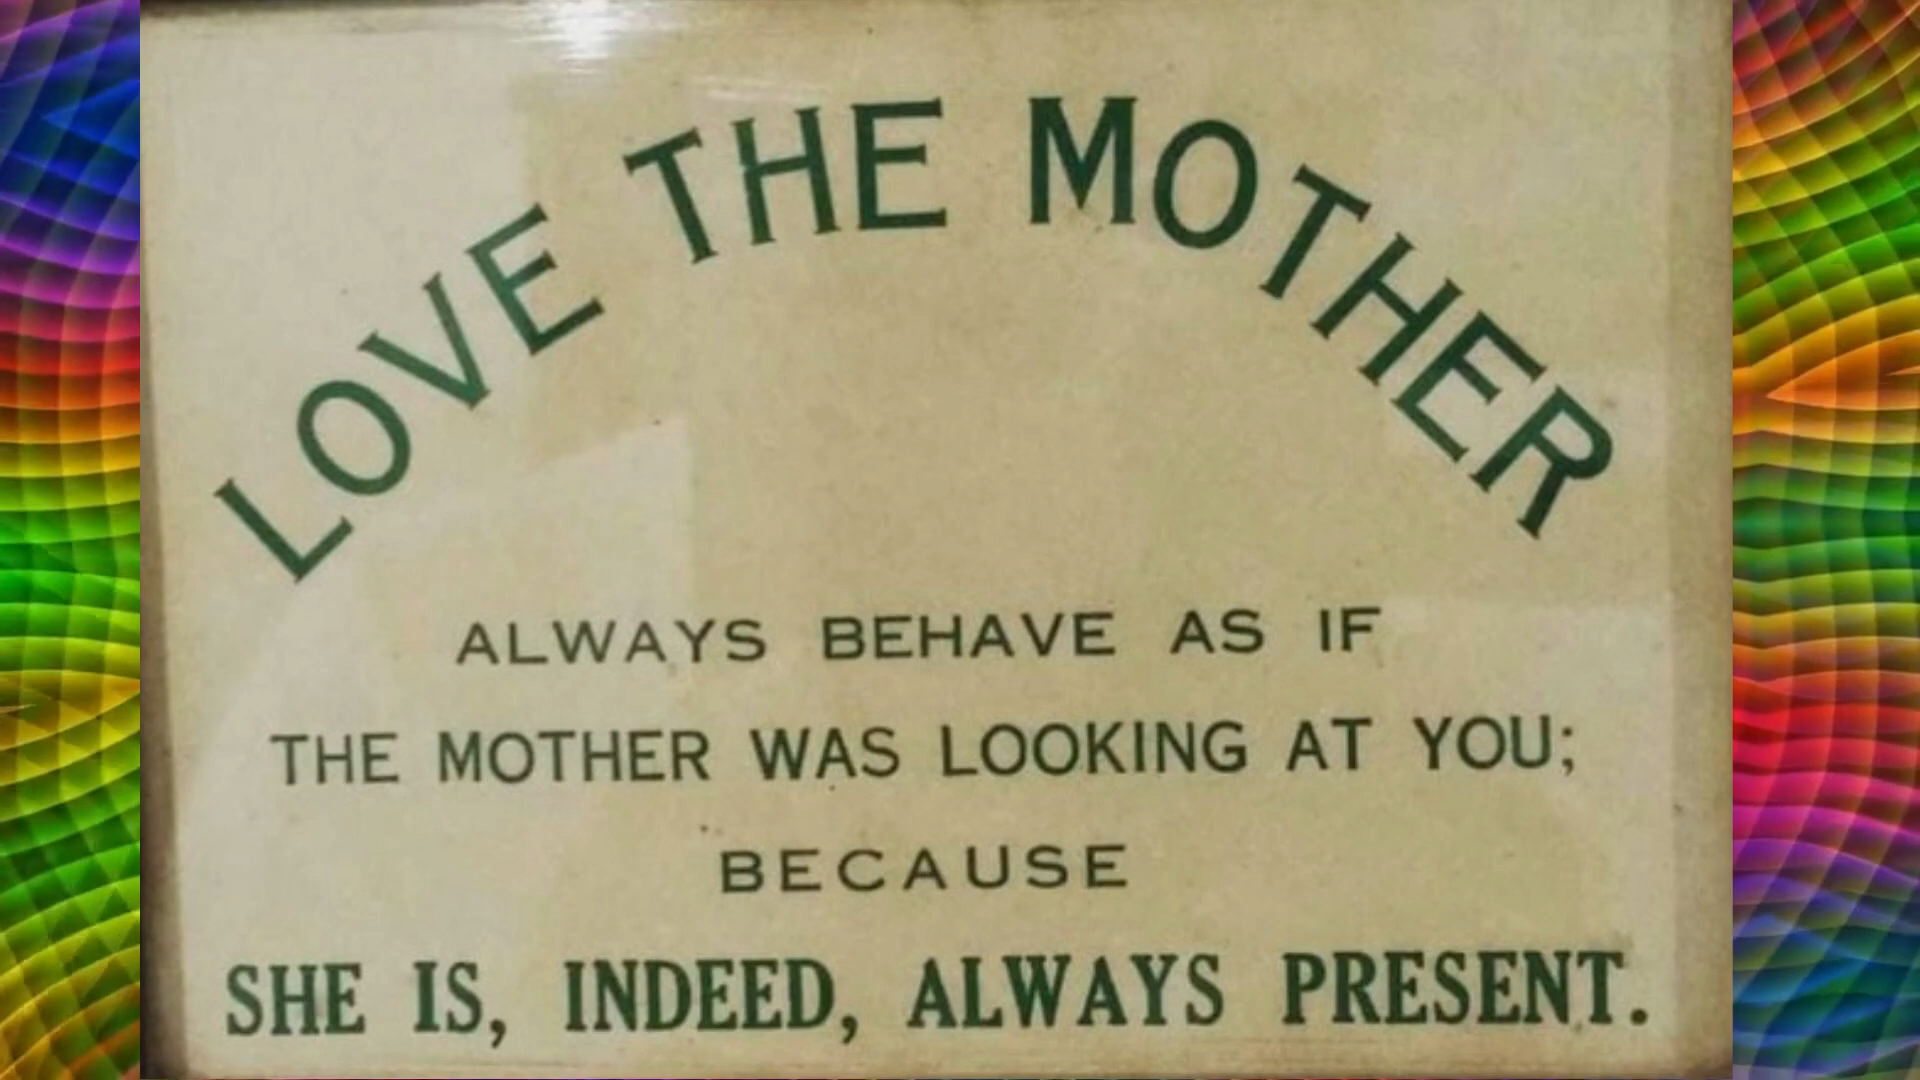 LOVE THE MOTHER
ALWAYS BEHAVE AS IF
THE MOTHER WAS LOOKING AT YOU;
BECAUSE
SHE IS, INDEED, ALWAYS PRESENT.